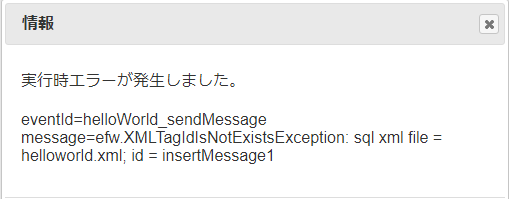 情報
実行時エラーが発生しました。
eventId=helloWorld_sendMessage
message=efw.XMLTagIdIsNotExistsException: sql xml file =
helloworld.xml; id = insertMessage1